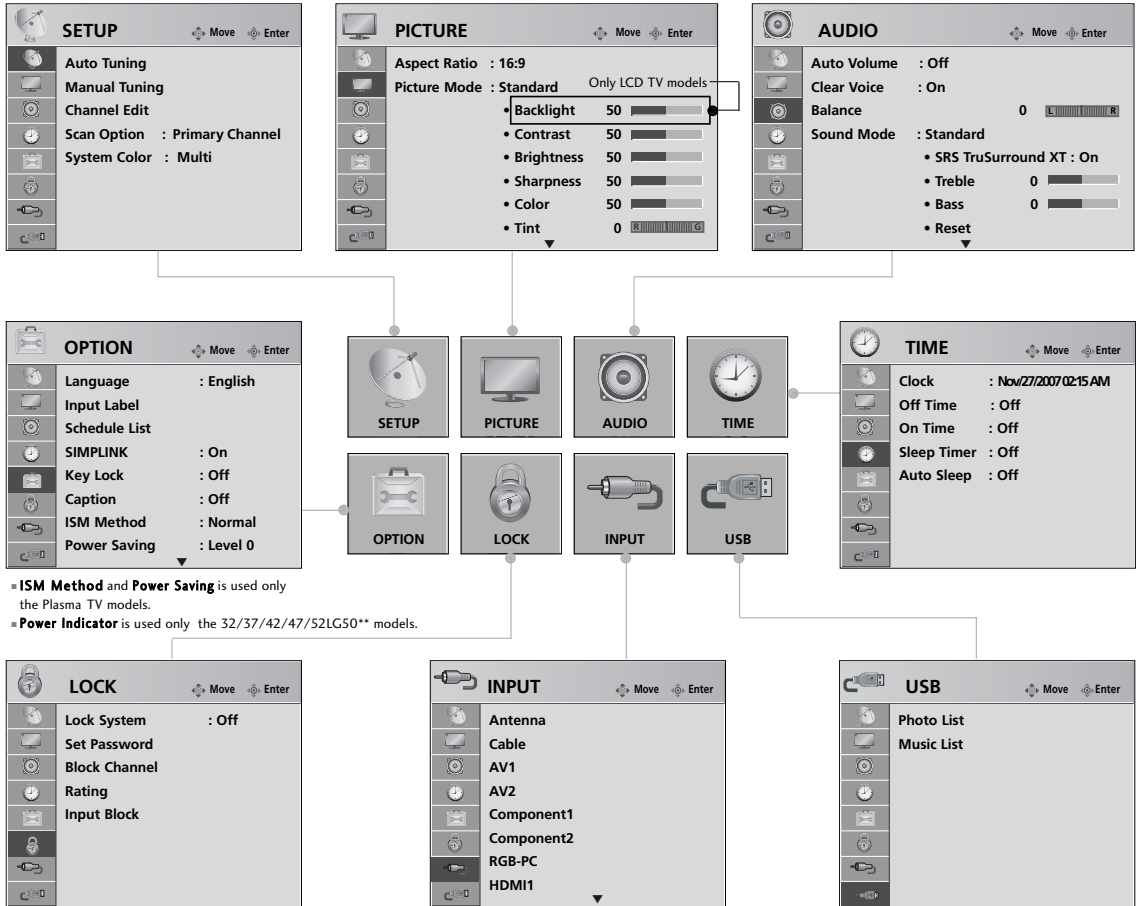 SETUP Move Enter
Auto Tuning
Manual Tuning
Channel Edit
Scan Option : Primary Channel
System Color : Multi
PICTURE Move Enter
Aspect Ratio : 16:9
Picture Mode : Standard
Only LCD TV models
• Backlight 50
• Contrast 50
• Brightness 50
• Sharpness 50
• Color 50
• Tint 0 R G
AUDIO Move Enter
Auto Volume : Off
Clear Voice : On
Balance 0 L R
Sound Mode : Standard
• SRS TruSurround XT : On
• Treble 0
• Bass 0
• Reset
OPTION Move Enter
Language : English
Input Label
Schedule List
SIMPLINK : On
Key Lock : Off
Caption : Off
ISM Method : Normal
Power Saving : Level 0
SETUP PICTURE AUDIO TIME
OPTION LOCK INPUT USB
TIME Move Enter
Clock : Nov/27/2007 02:15 AM
Off Time : Off
On Time : Off
Sleep Timer : Off
Auto Sleep : Off
ISM Method and Power Saving is used only
the Plasma TV models.
Power Indicator is used only the 32/37/42/47/52LG50** models.
LOCK Move Enter
Lock System : Off
Set Password
Block Channel
Rating
Input Block
INPUT Move Enter
Antenna
Cable
AV1
AV2
Component1
Component2
RGB-PC
HDMI1
USB Move Enter
Photo List
Music List